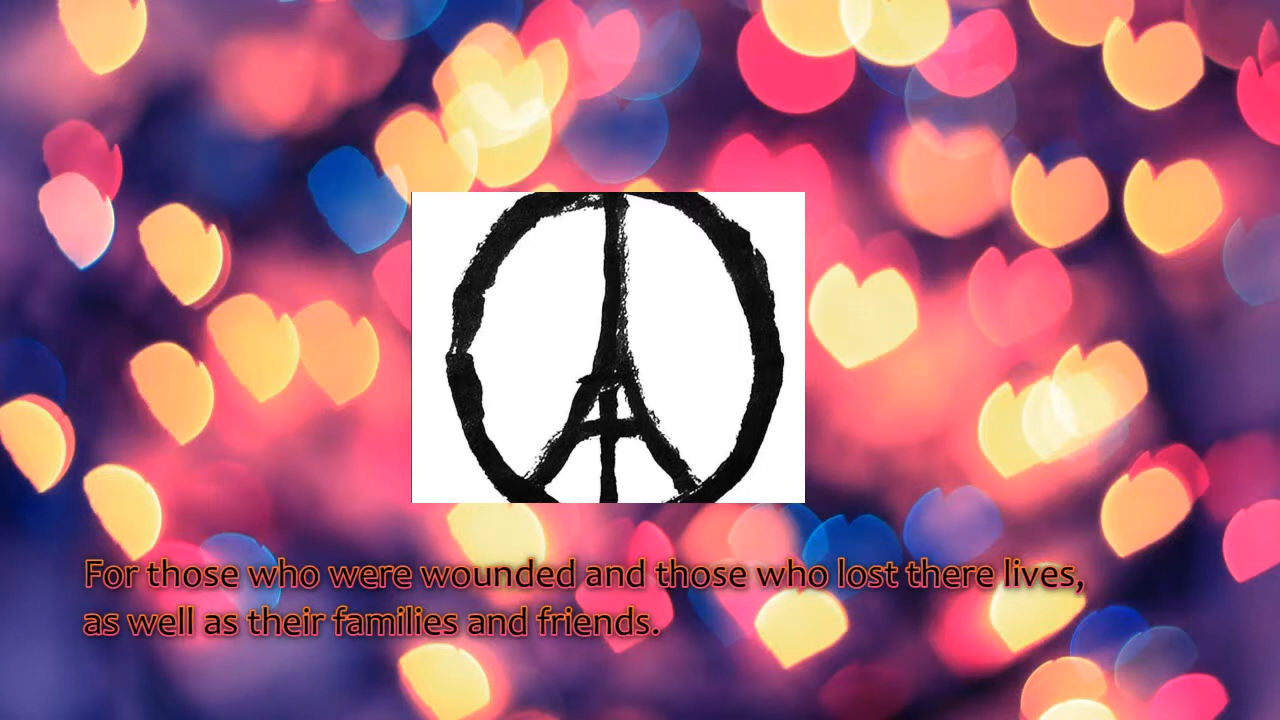 For those who were wounded and those who lost there lives,
as well as their families and friends.